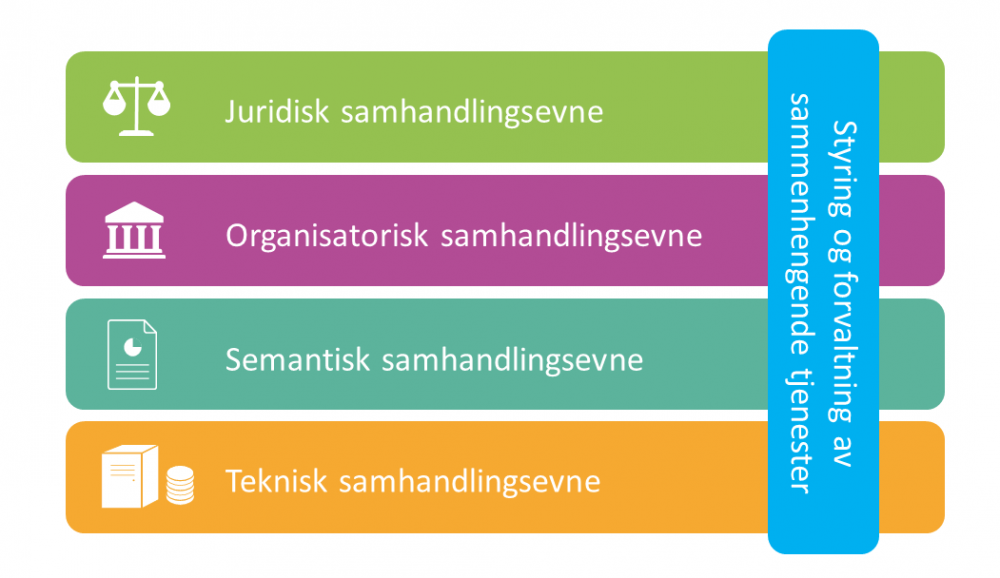 Juridisk samhandlingsevne
Organisatorisk samhandlingsevne
Semantisk samhandlingsevne
Teknisk samhandlingsevne
Styring og forvaltning av
sammenhengende tjenester